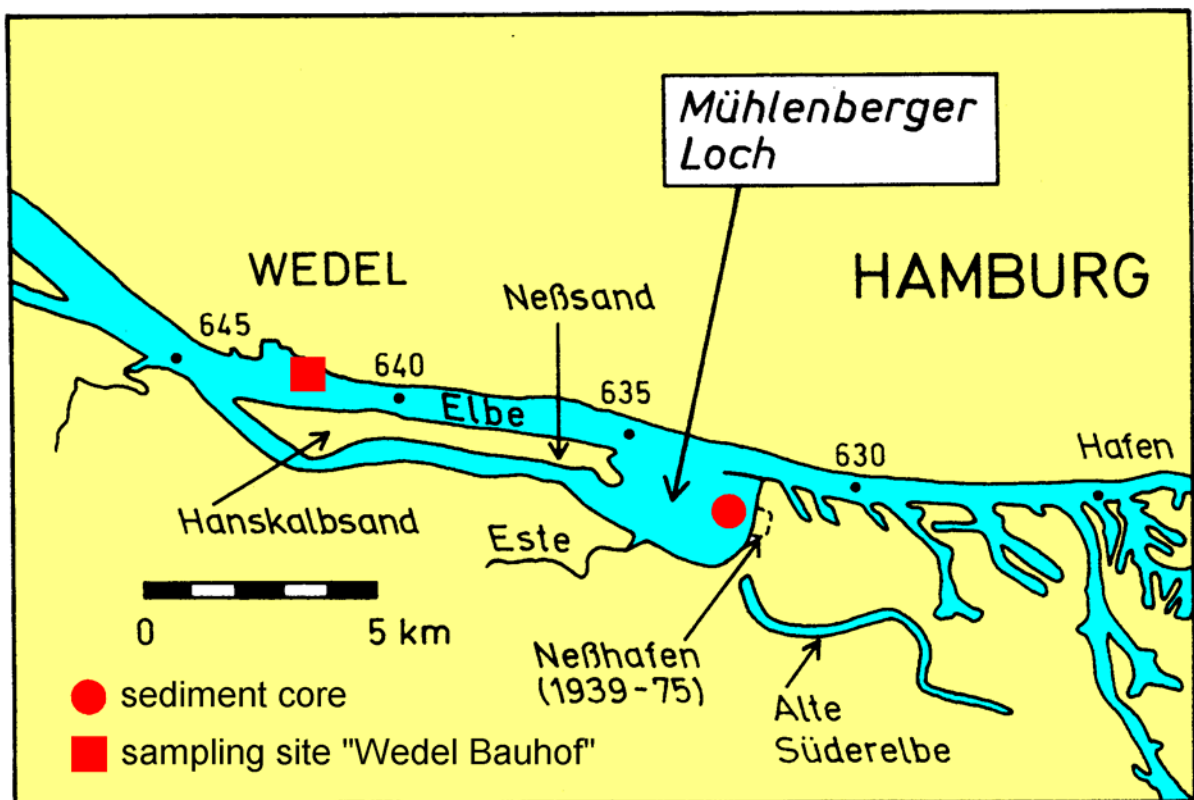 Mühlenberger
Loch
WEDEL
HAMBURG
Neßsand
645
640
635
Elbe
630
Hafen
Hanskalbsand
Este
0 5 km
Neßhafen
(1939-75)
Alte
Süderelbe
sediment core
sampling site "Wedel Bauhof"